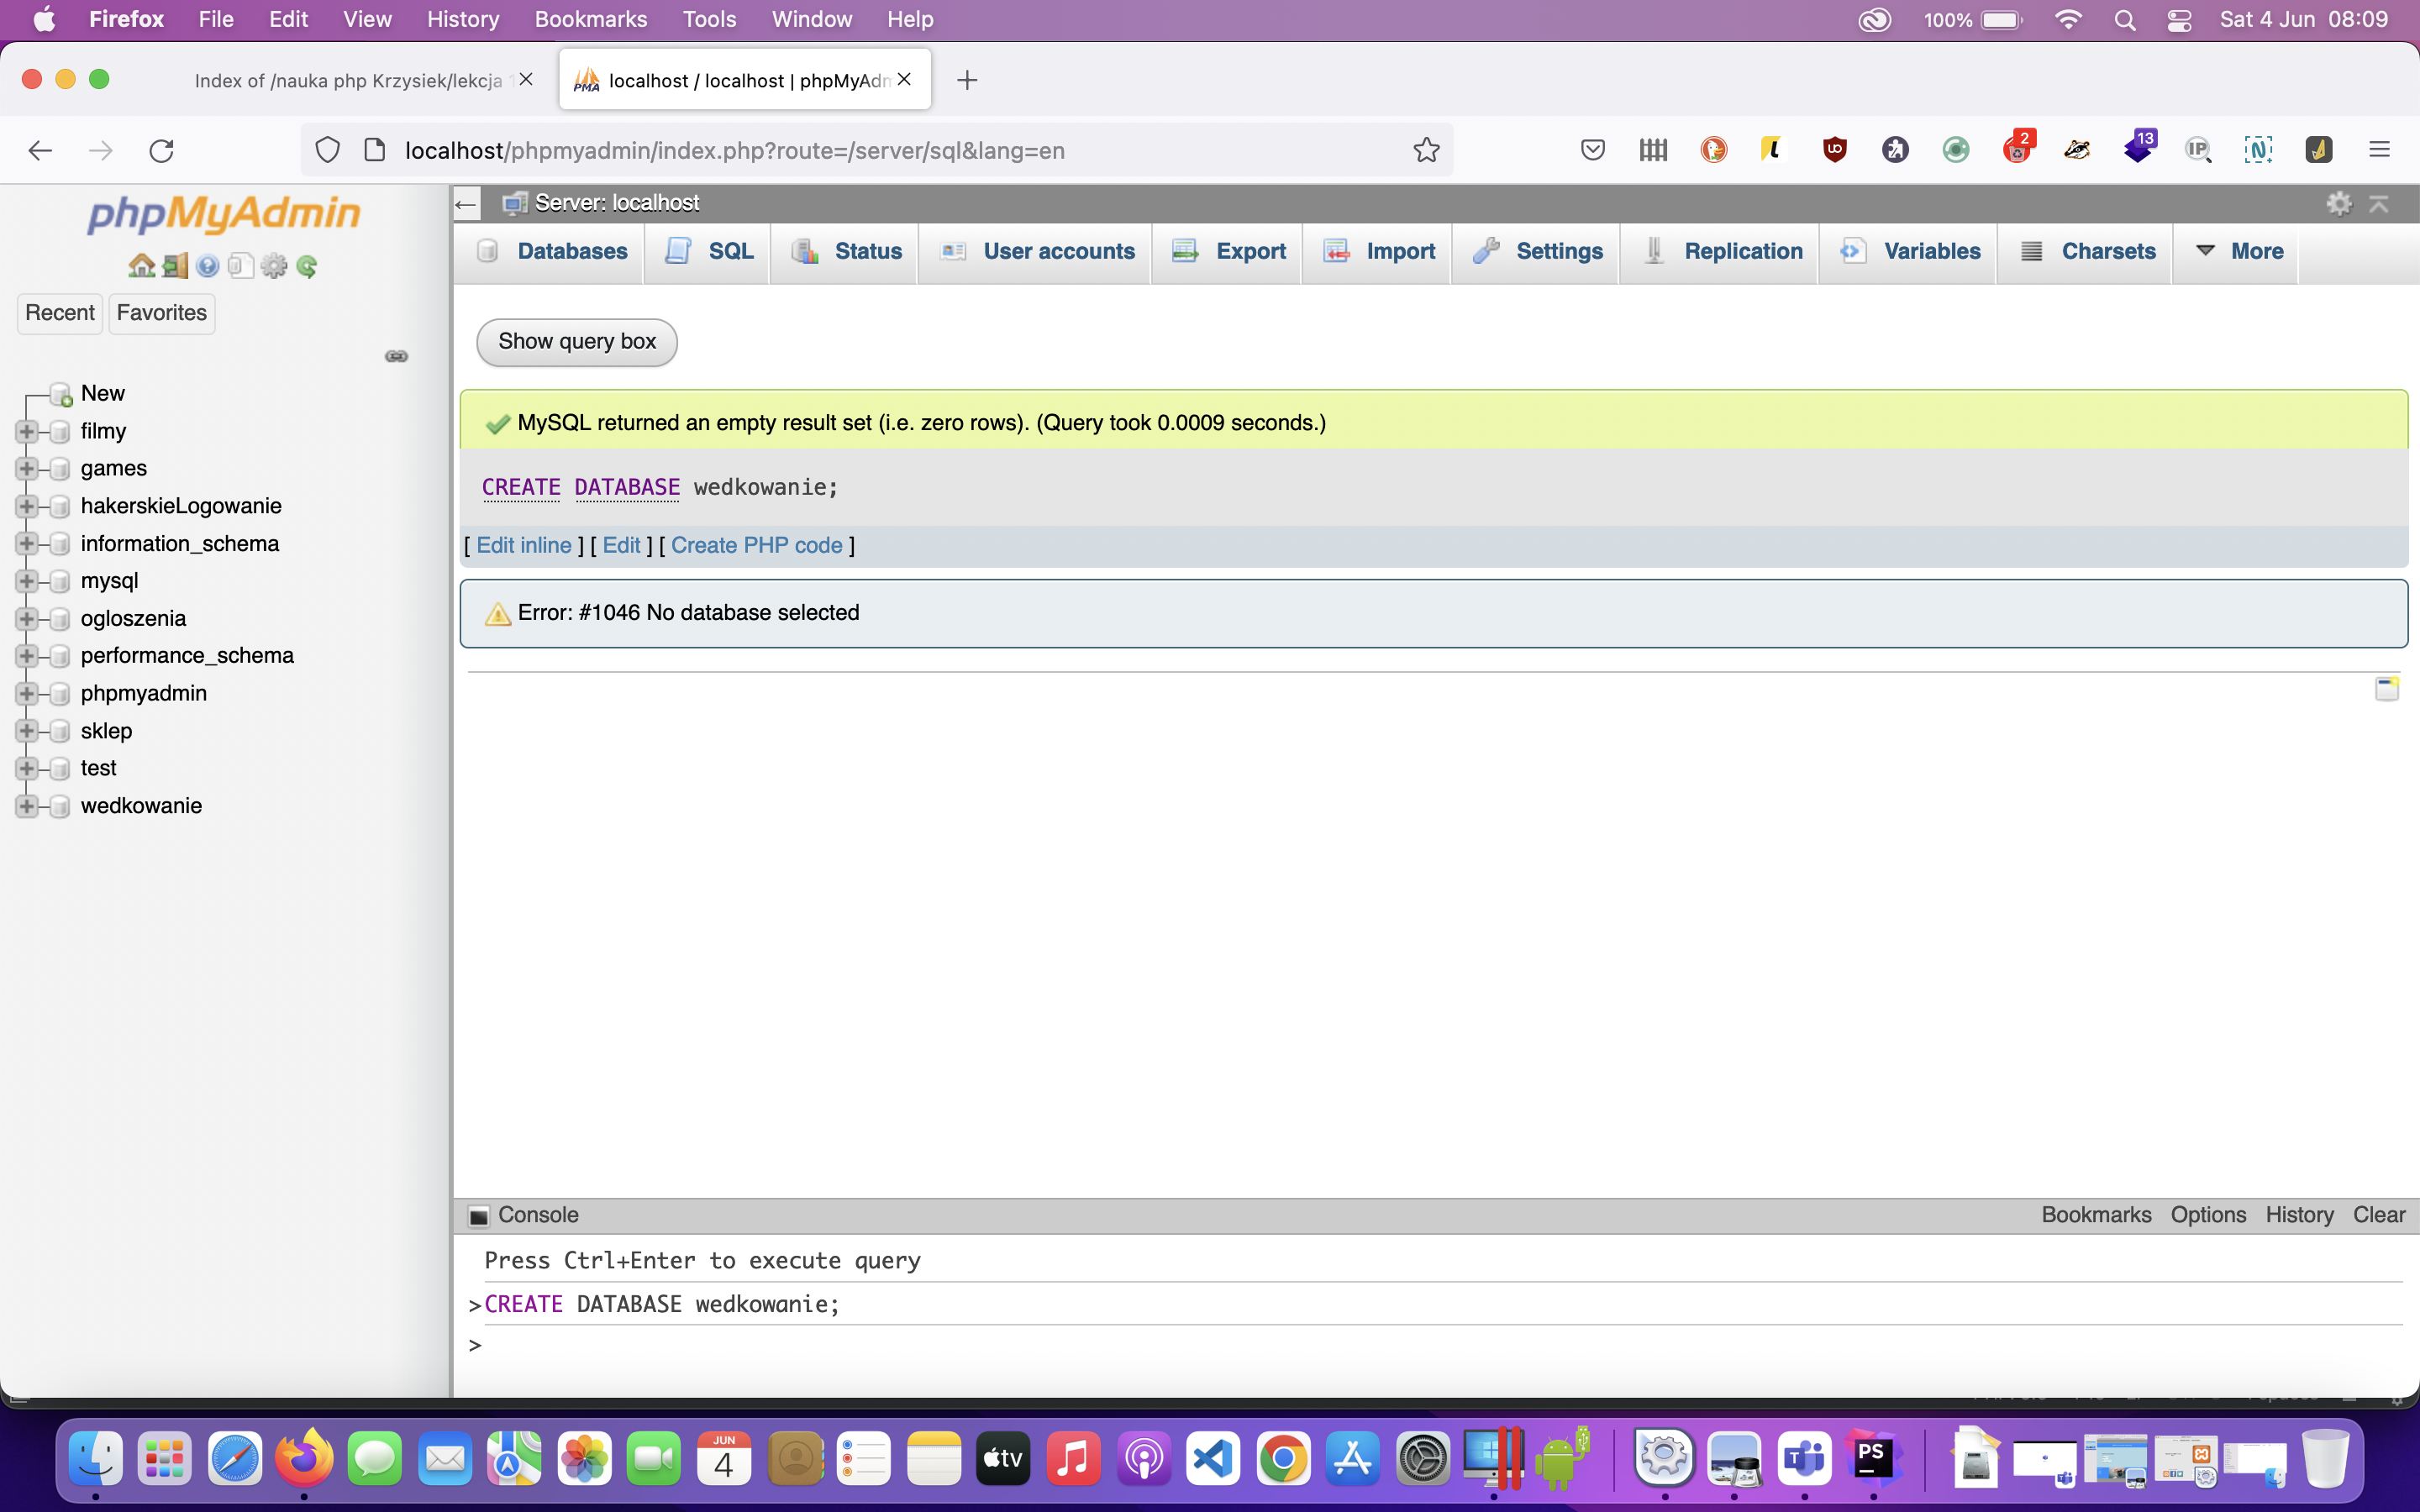 Firefox File Edit View History Bookmarks Tools Window Help 100% Sat 4 Jun 08:09
Index of /nauka php Krzysiek/lekcja 1 localhost / localhost | phpMyAdm
localhost/phpmyadmin/index.php?route=/server/sql&lang=en 2 13 IP
phpMyAdmin
Server: localhost
Databases SQL Status User accounts Export Import Settings Replication Variables Charsets More
Recent Favorites
Show query box
New
filmy
games
hakerskieLogowanie
information_schema
mysql
ogloszenia
performance_schema
phpmyadmin
sklep
test
wedkowanie
MySQL returned an empty result set (i.e. zero rows). (Query took 0.0009 seconds.)
CREATE DATABASE wedkowanie;
[ Edit inline ] [ Edit ] [ Create PHP code ]
Error: #1046 No database selected
Console Bookmarks Options History Clear
Press Ctrl+Enter to execute query
>CREATE DATABASE wedkowanie;
>
JUN
4
tv
PS